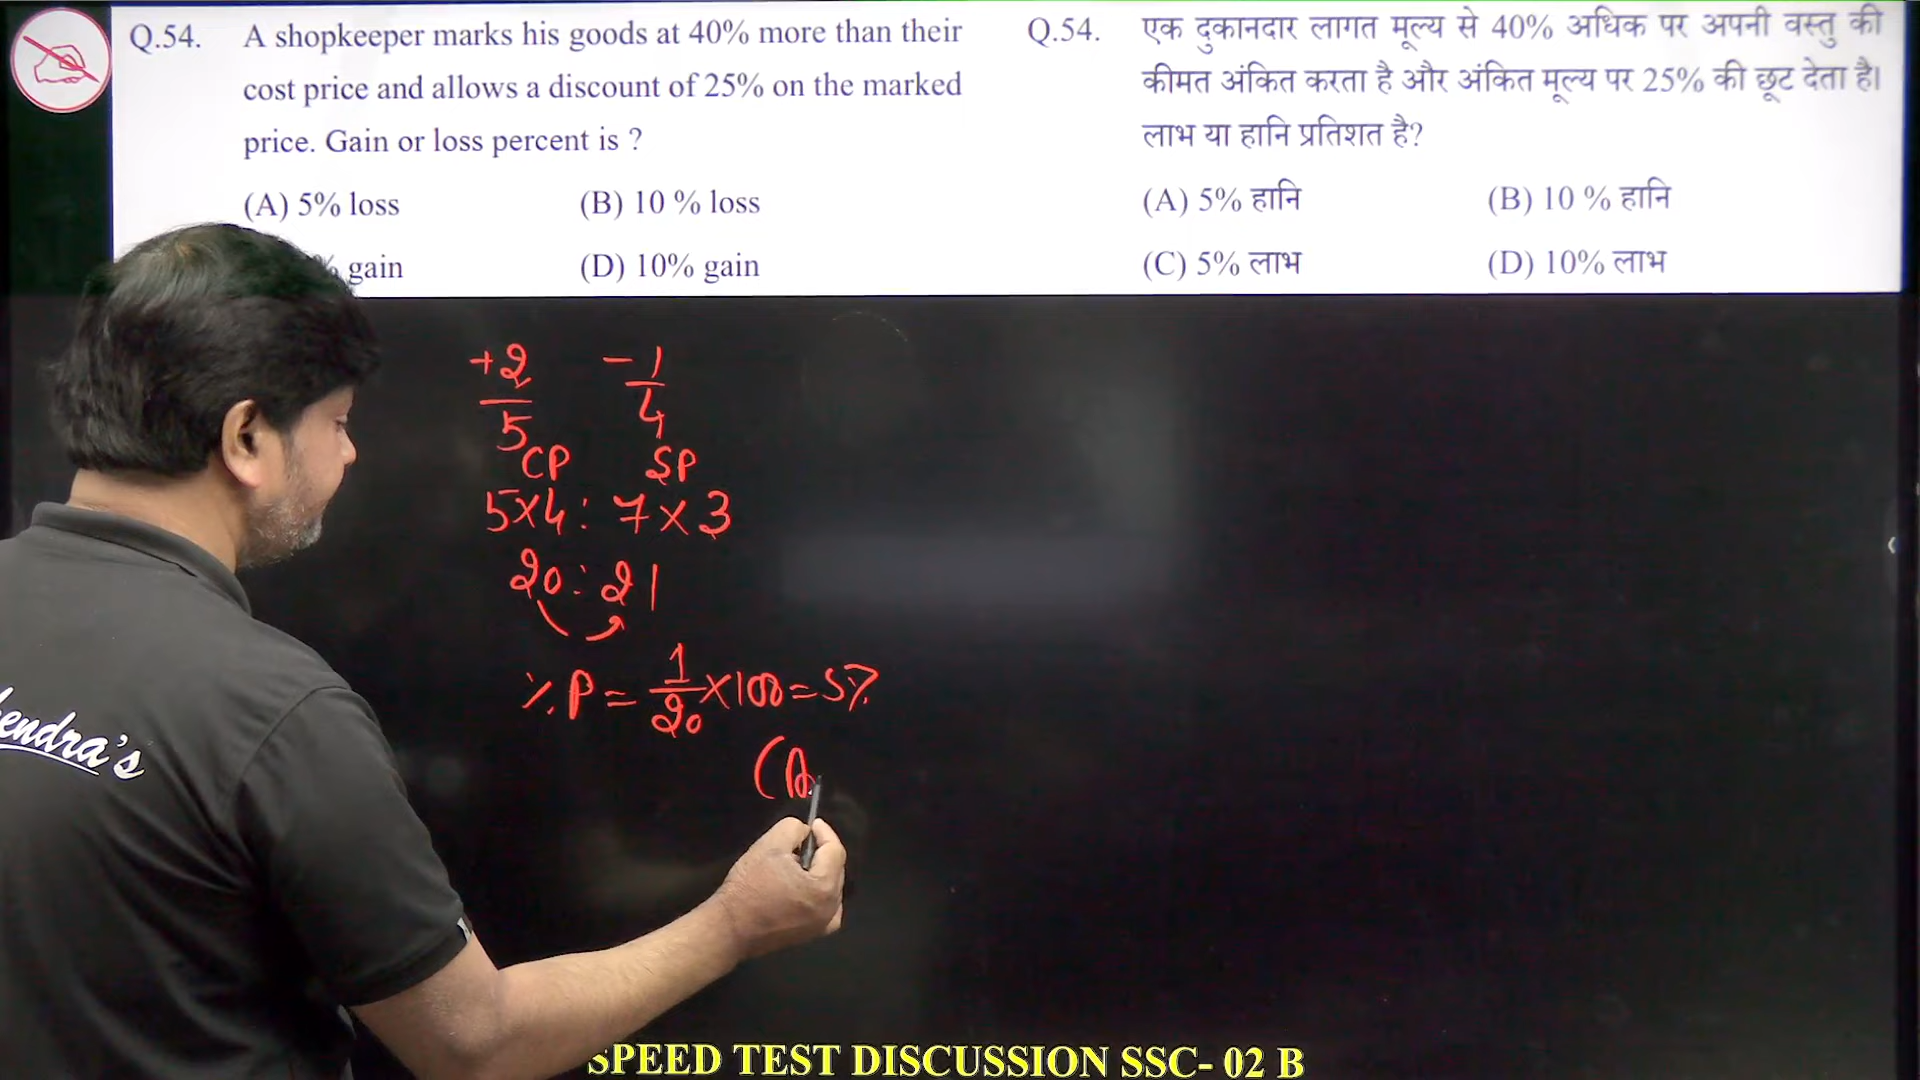 Q.54. A shopkeeper marks his goods at 40% more than their
cost price and allows a discount of 25% on the marked
price. Gain or loss percent is ?
(A) 5% loss (B) 10 % loss
% gain (D) 10% gain
Q.54. एक दुकानदार लागत मूल्य से 40% अधिक पर अपनी वस्तु की
कीमत अंकित करता है और अंकित मूल्य पर 25% की छूट देता है।
लाभ या हानि प्रतिशत है?
(A) 5% हानि (B) 10 % हानि
(C) 5% लाभ (D) 10% लाभ
+2/5 -1/4
CP SP
5×4 : 7×3
20 : 21
% P = 1/20 ×100 = 5%
(A
endra's
SPEED TEST DISCUSSION SSC- 02 B